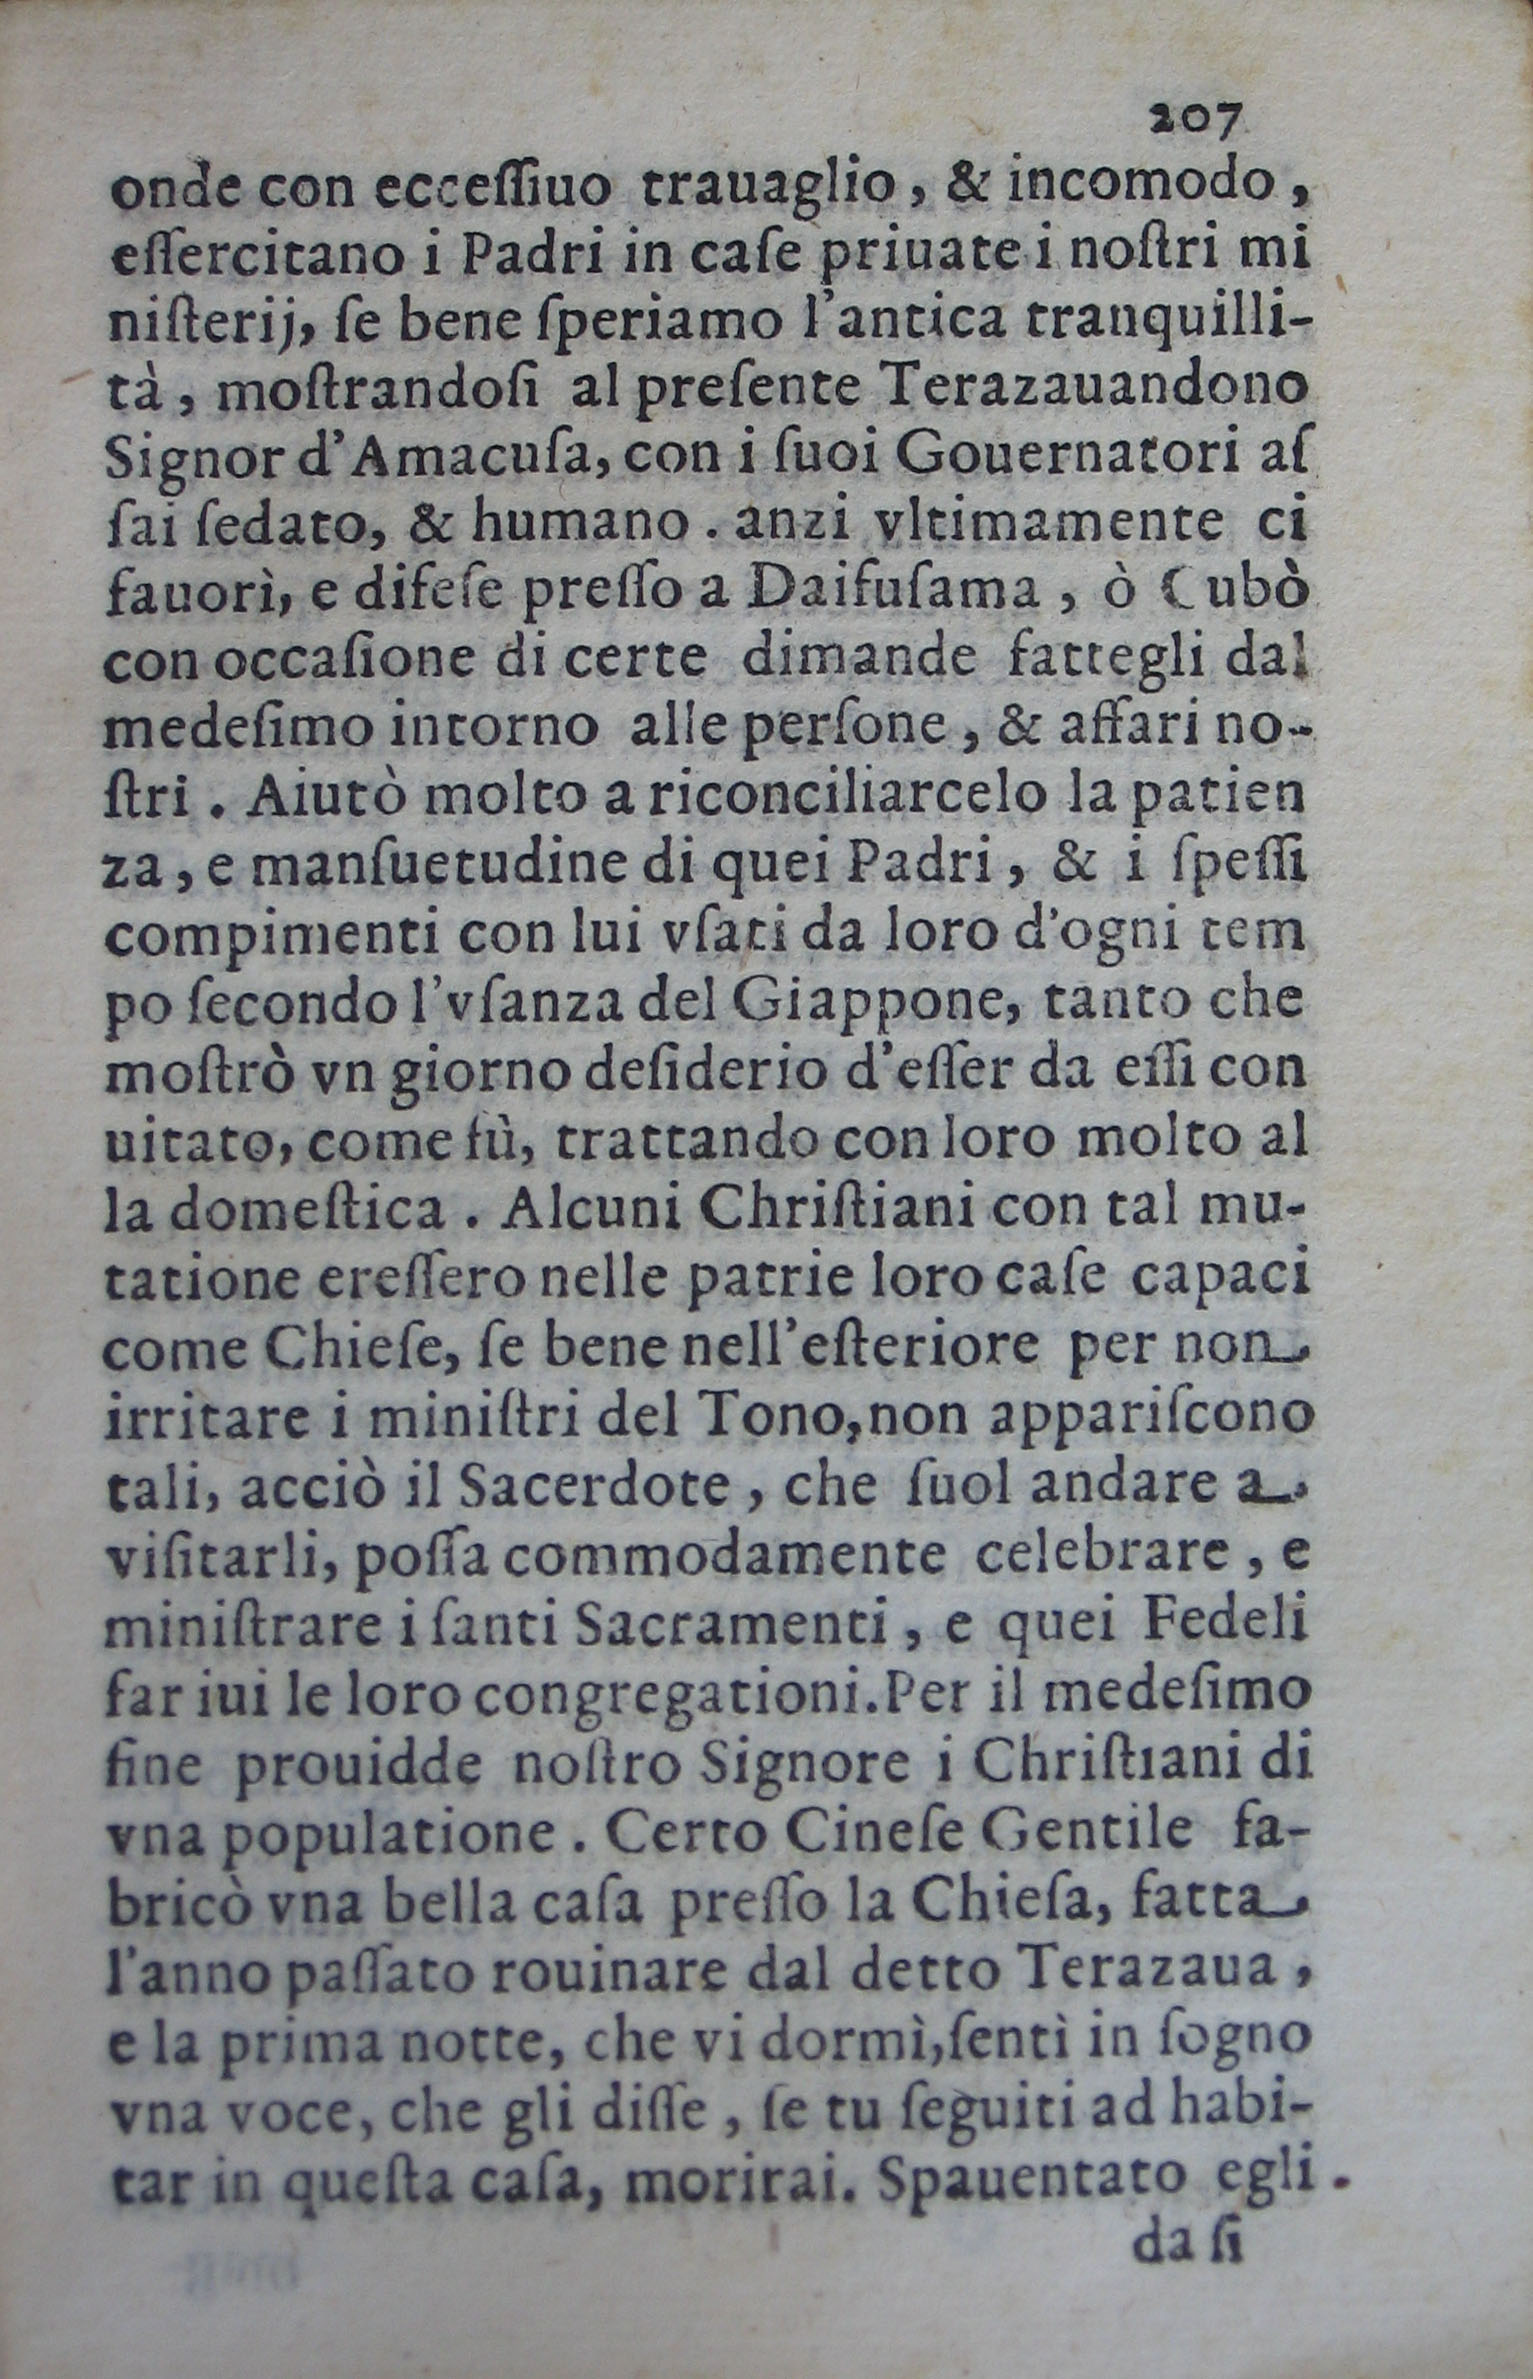 207
onde con ecceſſiuo trauaglio, & incomodo,
eſſercitano i Padri in caſe priuate i noſtri mi
niſterij, ſe bene ſperiamo l'antica tranquilli-
tà, moſtrandoſi al preſente Terazauandono
Signor d'Amacuſa, con i ſuoi Gouernatori aſ
ſai ſedato, & humano. anzi vltimamente ci
fauorì, e difeſe preſſo a Daifuſama, ò Cubò
con occaſione di certe dimande fattegli dal
medeſimo intorno alle perſone, & affari no-
ſtri. Aiutò molto a riconciliarcelo la patien
za, e manſuetudine di quei Padri, & i ſpeſſi
compimenti con lui vſati da loro d'ogni tem
po ſecondo l'vſanza del Giappone, tanto che
moſtrò vn giorno deſiderio d'eſſer da eſſi con
uitato, come fù, trattando con loro molto al
la domeſtica. Alcuni Chriſtiani con tal mu-
tatione ereſſero nelle patrie loro caſe capaci
come Chieſe, ſe bene nell'eſteriore per non
irritare i miniſtri del Tono, non appariſcono
tali, acciò il Sacerdote, che ſuol andare a
viſitarli, poſſa commodamente celebrare, e
miniſtrare i ſanti Sacramenti, e quei Fedeli
far iui le loro congregationi. Per il medeſimo
fine prouidde noſtro Signore i Chriſtiani di
vna populatione. Certo Cineſe Gentile fa-
bricò vna bella caſa preſſo la Chieſa, fatta
l'anno paſſato rouinare dal detto Terazaua,
e la prima notte, che vi dormì, ſentì in ſogno
vna voce, che gli diſſe, ſe tu ſeguiti ad habi-
tar in queſta caſa, morirai. Spauentato egli
da ſi